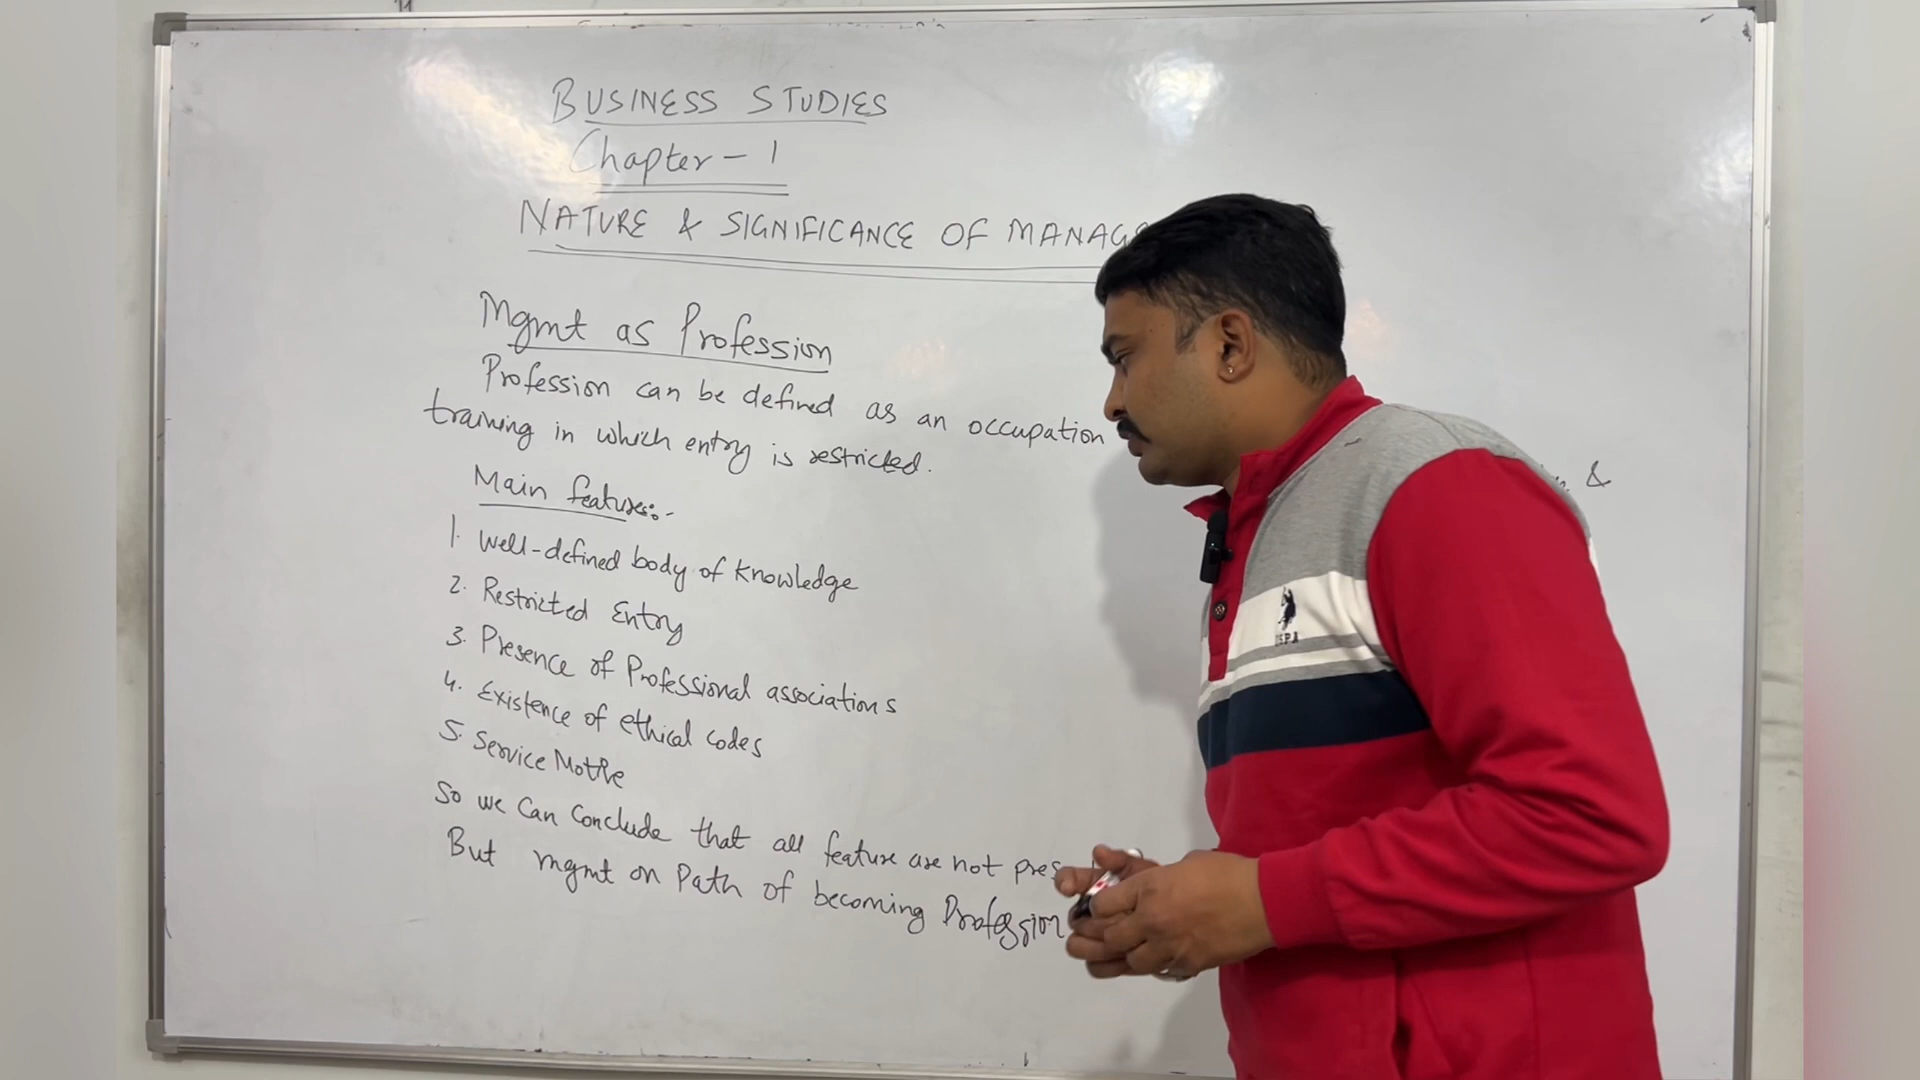 BUSINESS STUDIES
Chapter - 1
NATURE & SIGNIFICANCE OF MANAG
Mgmt as Profession
Profession can be defined as an occupation &
training in which entry is restricted.
Main features:-
1. Well-defined body of Knowledge
2. Restricted Entry
3. Presence of Professional associations
4. Existence of ethical codes
5. Service Motive
So we Can Conclude that all feature are not pres
But mgmt on Path of becoming Profession
USPA